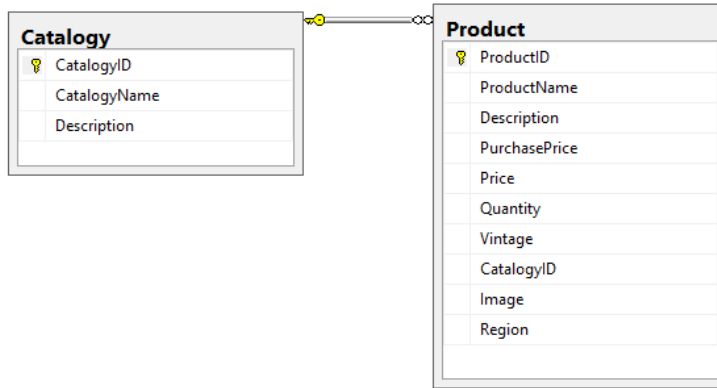 Catalogy
CatalogyID
CatalogyName
Description
Product
ProductID
ProductName
Description
PurchasePrice
Price
Quantity
Vintage
CatalogyID
Image
Region